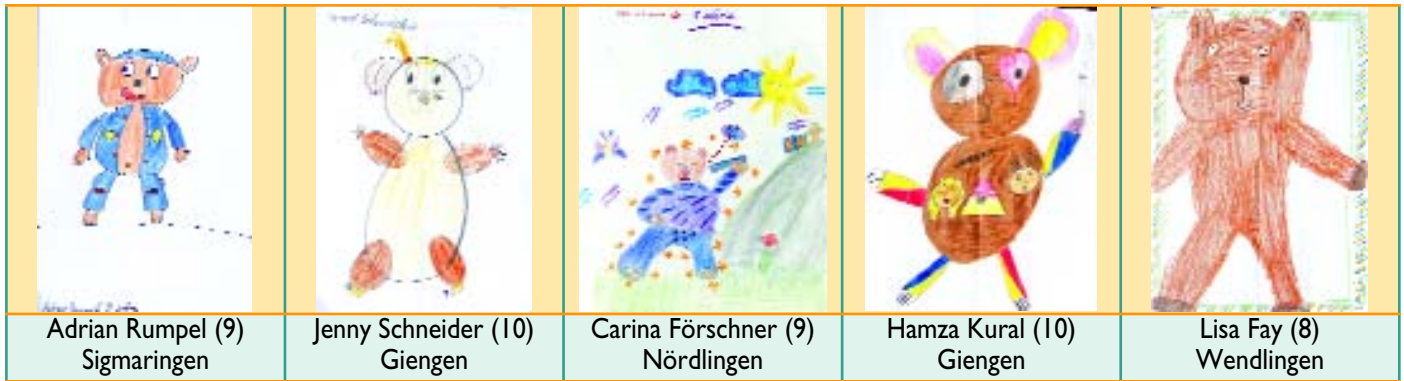 Adrian Rumpel (9)
Sigmaringen
Jenny Schneider (10)
Giengen
Carina Förschner (9)
Nördlingen
Hamza Kural (10)
Giengen
Lisa Fay (8)
Wendlingen